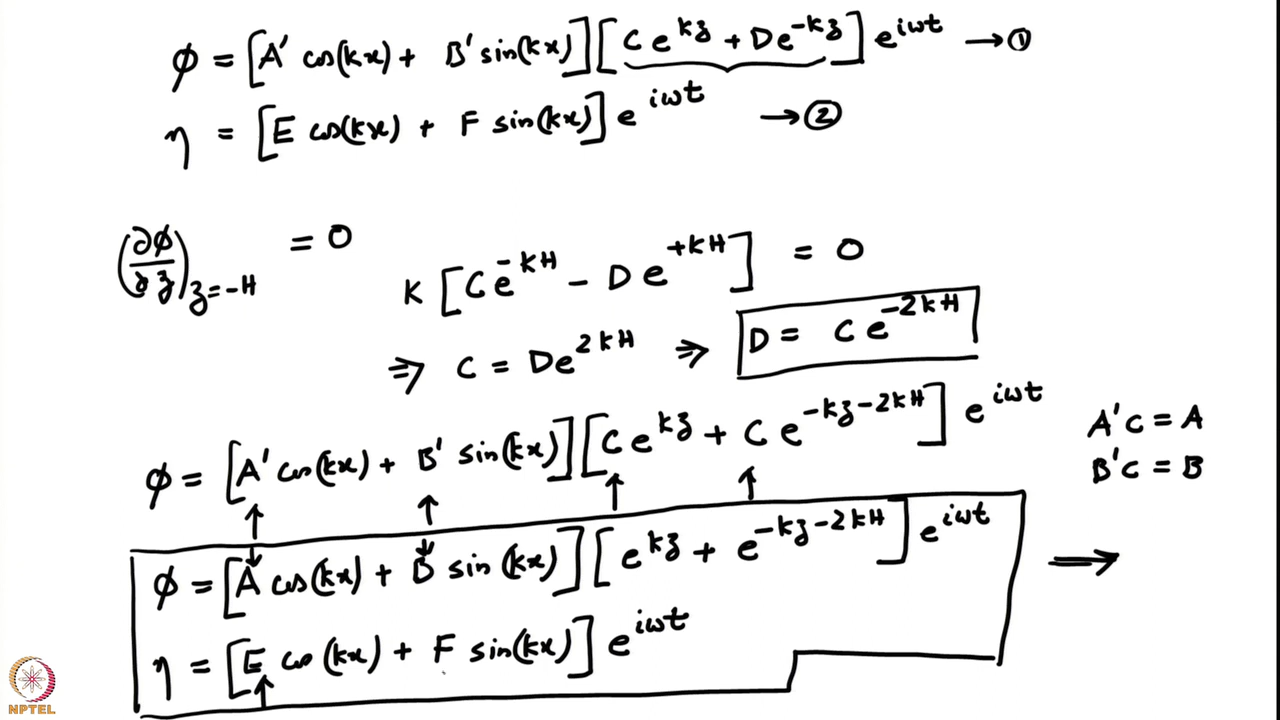 ϕ = [A′ cos(kx) + B′ sin(kx)][C e^{kz} + D e^{-kz}] e^{iωt} → ①
η = [E cos(kx) + F sin(kx)] e^{iωt} → ②
(∂ϕ/∂z)_{z=-H} = 0
k [C e^{-kH} − D e^{+kH}] = 0
⇒ C = D e^{2kH} ⇒ D = C e^{-2kH}
ϕ = [A′ cos(kx) + B′ sin(kx)][C e^{kz} + C e^{-kz-2kH}] e^{iωt}
A′C = A
B′C = B
ϕ = [A cos(kx) + B sin(kx)][e^{kz} + e^{-kz-2kH}] e^{iωt} →
η = [E cos(kx) + F sin(kx)] e^{iωt}
NPTEL